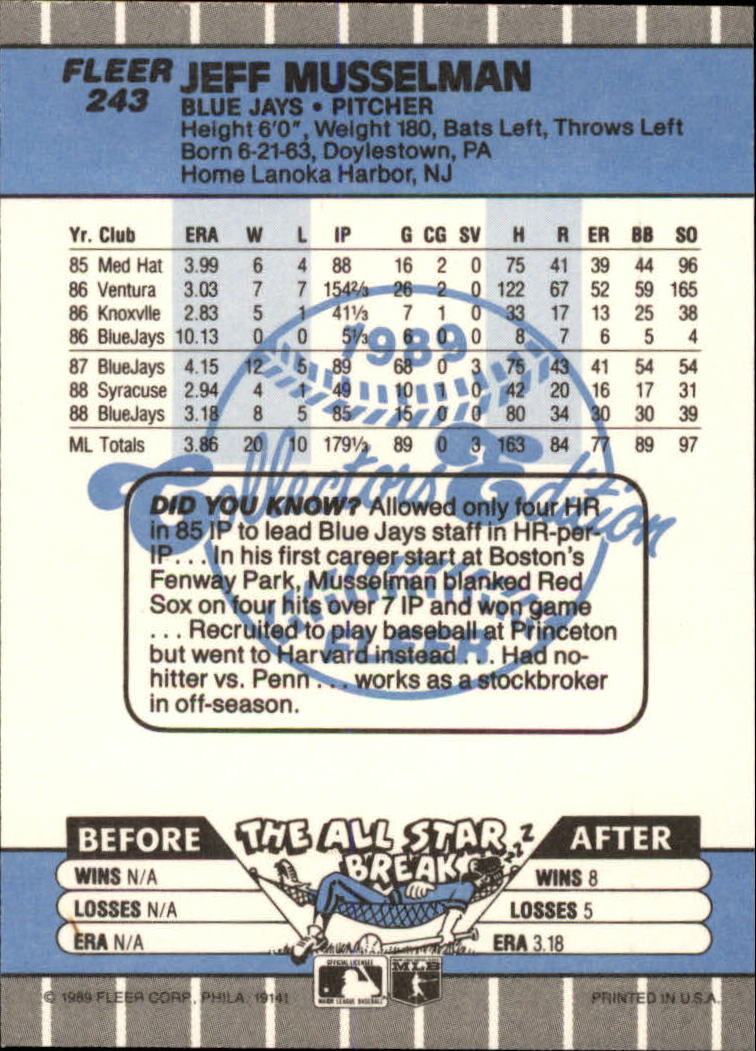 FLEER
243
JEFF MUSSELMAN
BLUE JAYS • PITCHER
Height 6'0", Weight 180, Bats Left, Throws Left
Born 6-21-63, Doylestown, PA
Home Lanoka Harbor, NJ
Yr. Club ERA W L IP G CG SV H R ER BB SO
85 Med Hat 3.99 6 4 88 16 2 0 75 41 39 44 96
86 Ventura 3.03 7 7 154⅔ 26 2 0 122 67 52 59 165
86 Knoxvlle 2.83 5 1 41⅓ 7 1 0 33 17 13 25 38
86 BlueJays 10.13 0 0 5⅓ 6 0 0 8 7 6 5 4
87 BlueJays 4.15 12 5 89 68 0 3 75 43 41 54 54
88 Syracuse 2.94 4 1 49 10 1 0 42 20 16 17 31
88 BlueJays 3.18 8 5 85 15 0 0 80 34 30 30 39
ML Totals 3.86 20 10 179⅓ 89 0 3 163 84 77 89 97
1989
Collectors' Edition
FLEER
DID YOU KNOW? Allowed only four HR
in 85 IP to lead Blue Jays staff in HR-per-
IP . . . In his first career start at Boston's
Fenway Park, Musselman blanked Red
Sox on four hits over 7 IP and won game
. . . Recruited to play baseball at Princeton
but went to Harvard instead . . . Had no-
hitter vs. Penn . . . works as a stockbroker
in off-season.
BEFORE THE ALL STAR BREAK AFTER
ZZZZ
WINS N/A WINS 8
LOSSES N/A LOSSES 5
ERA N/A ERA 3.18
OFFICIAL LICENSEE
MAJOR LEAGUE BASEBALL
MLB
© 1989 FLEER CORP., PHILA. 19141 PRINTED IN U.S.A.